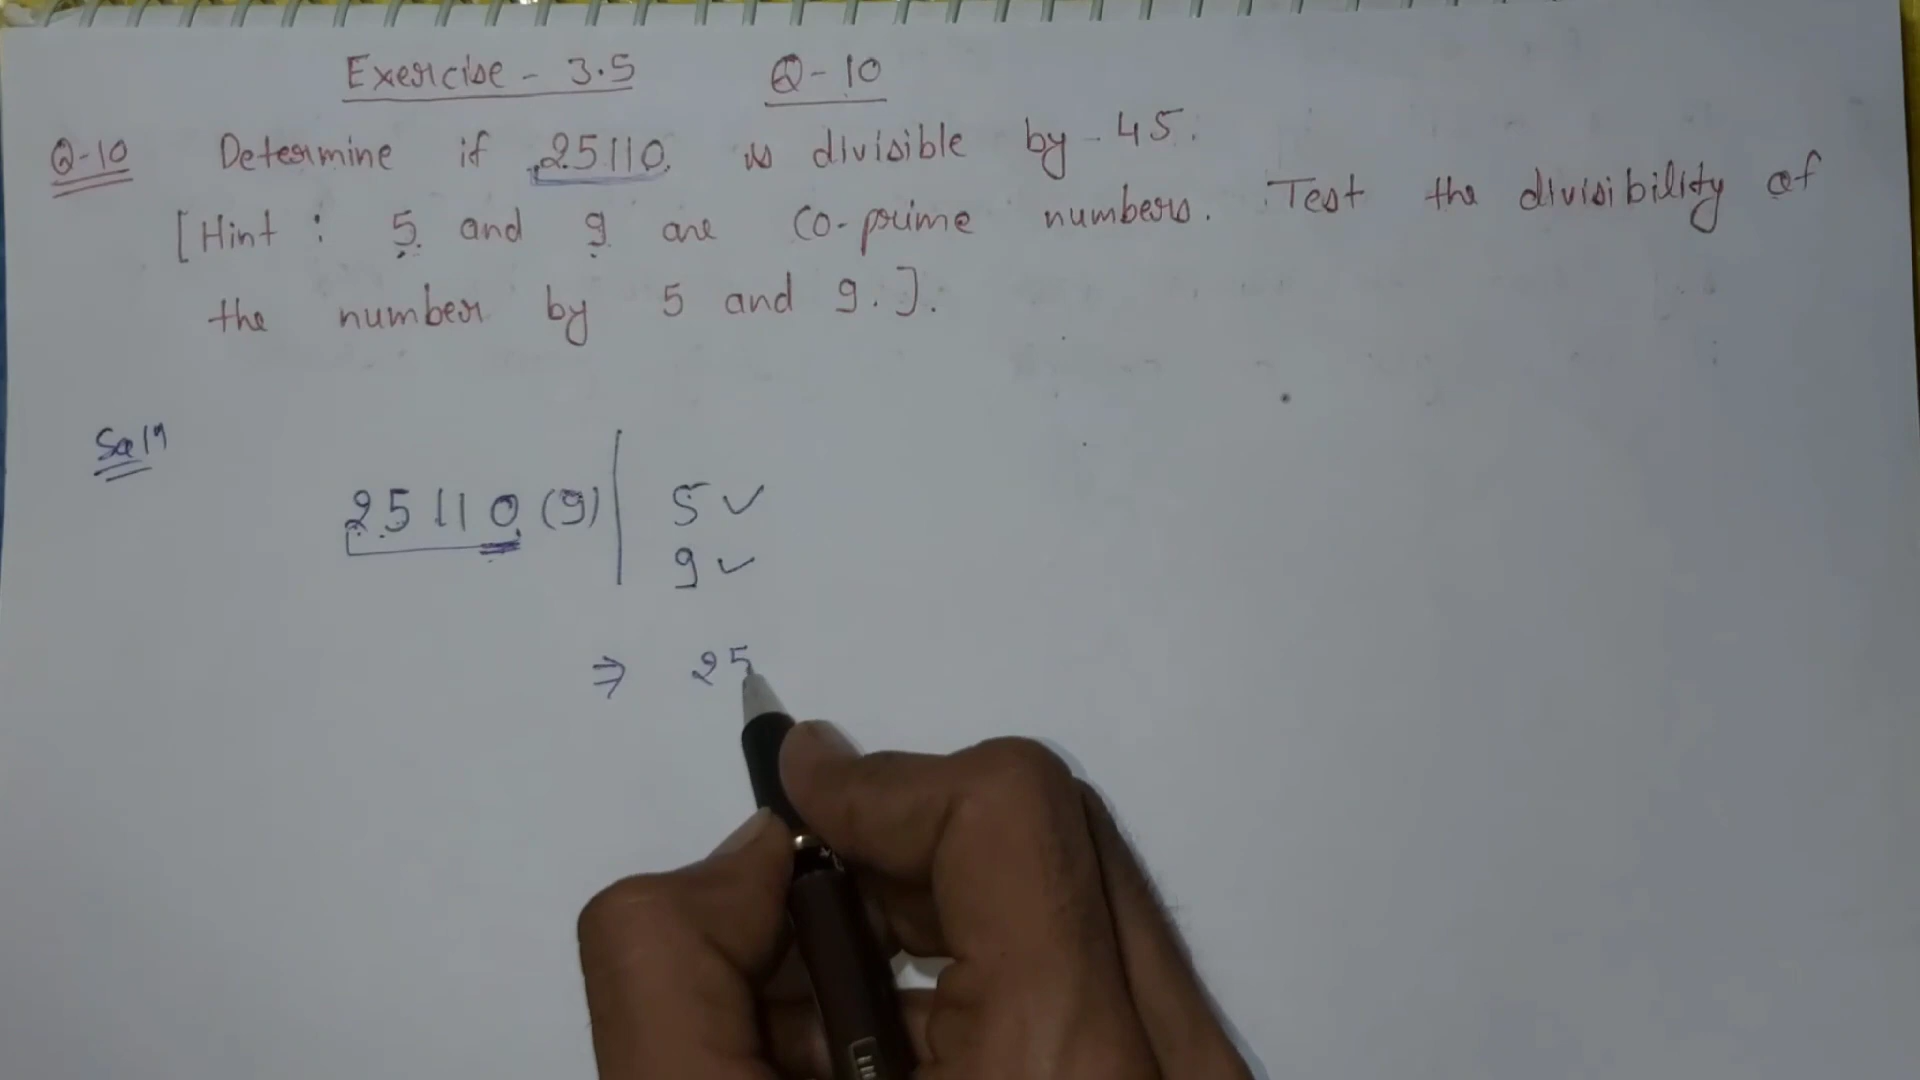 Exercise - 3.5 Q-10
Q-10 Determine if 25110 is divisible by 45.
[Hint : 5 and 9 are co-prime numbers. Test the divisibility of
the number by 5 and 9.].
Sol^n
25110 (9) | 5 ✓
9 ✓
⇒ 25